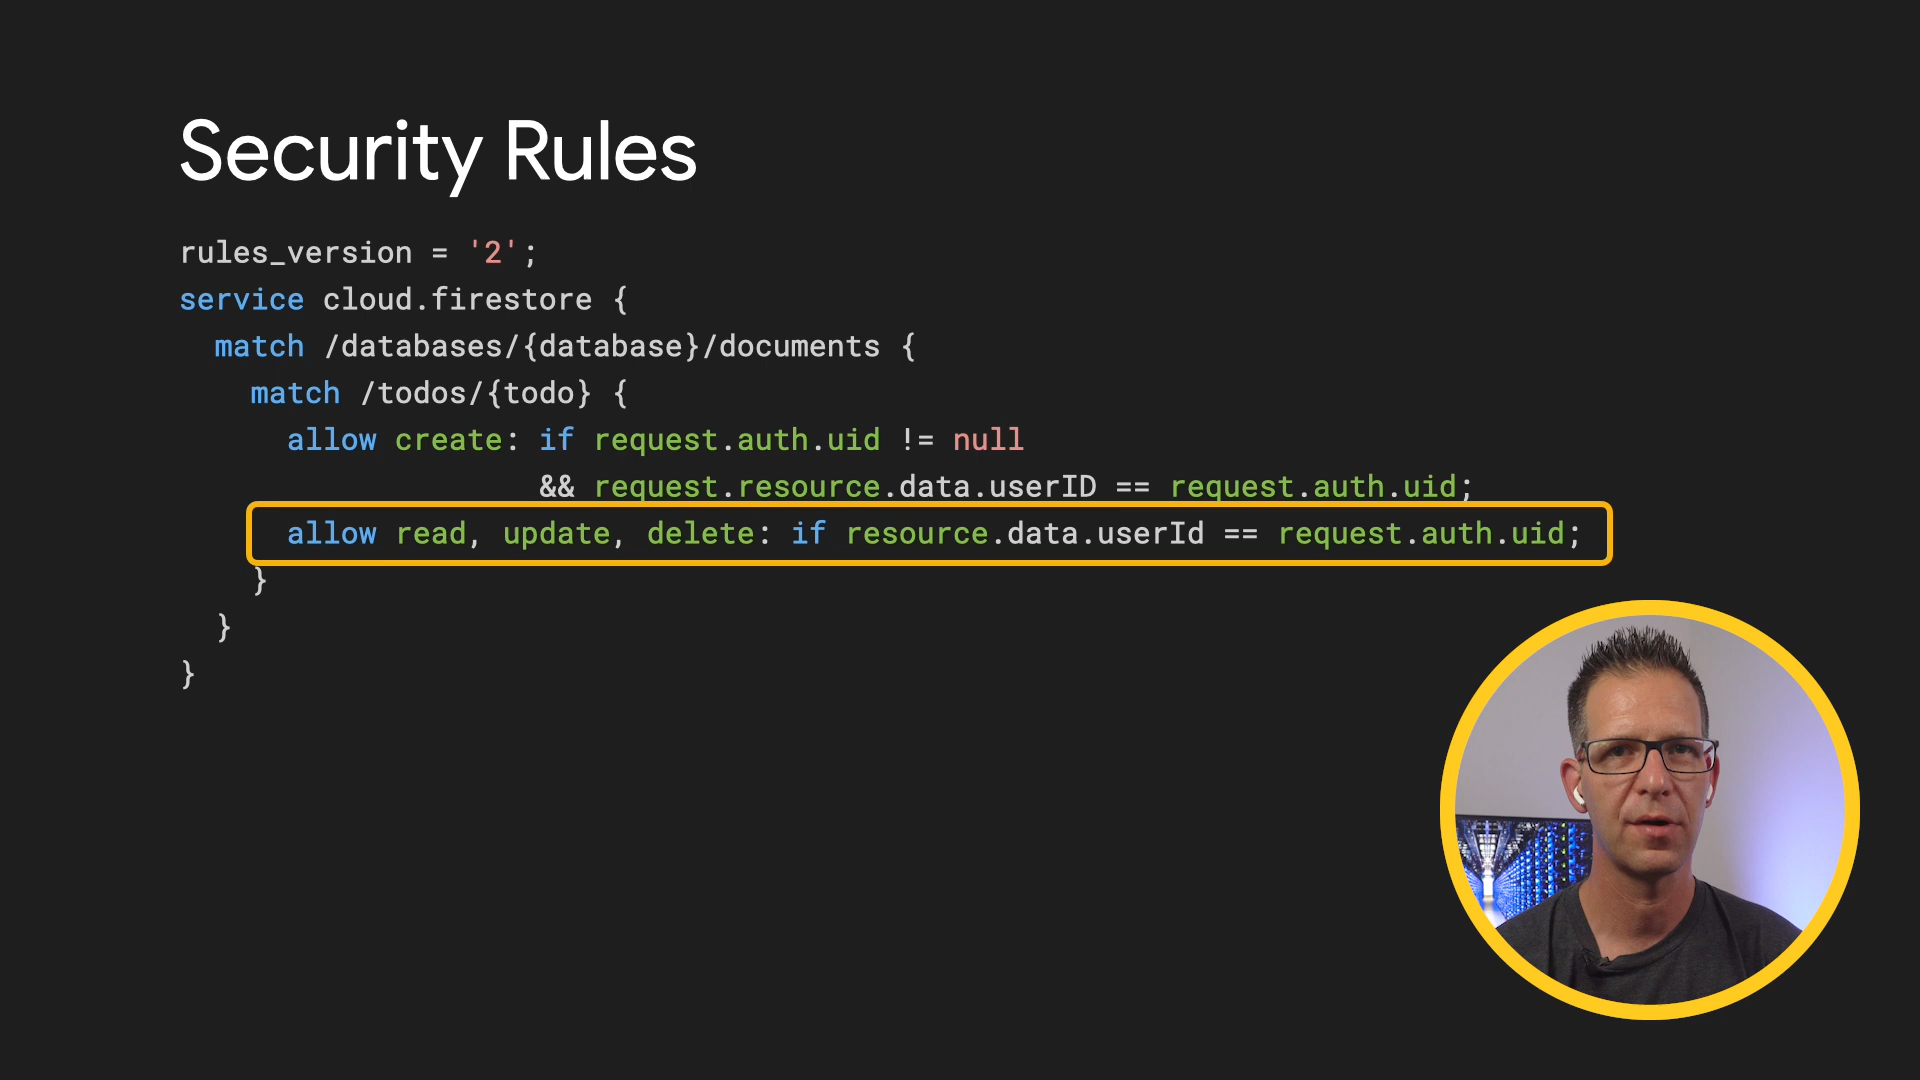 Security Rules
rules_version = '2';
service cloud.firestore {
match /databases/{database}/documents {
match /todos/{todo} {
allow create: if request.auth.uid != null
&& request.resource.data.userID == request.auth.uid;
allow read, update, delete: if resource.data.userId == request.auth.uid;
}
}
}